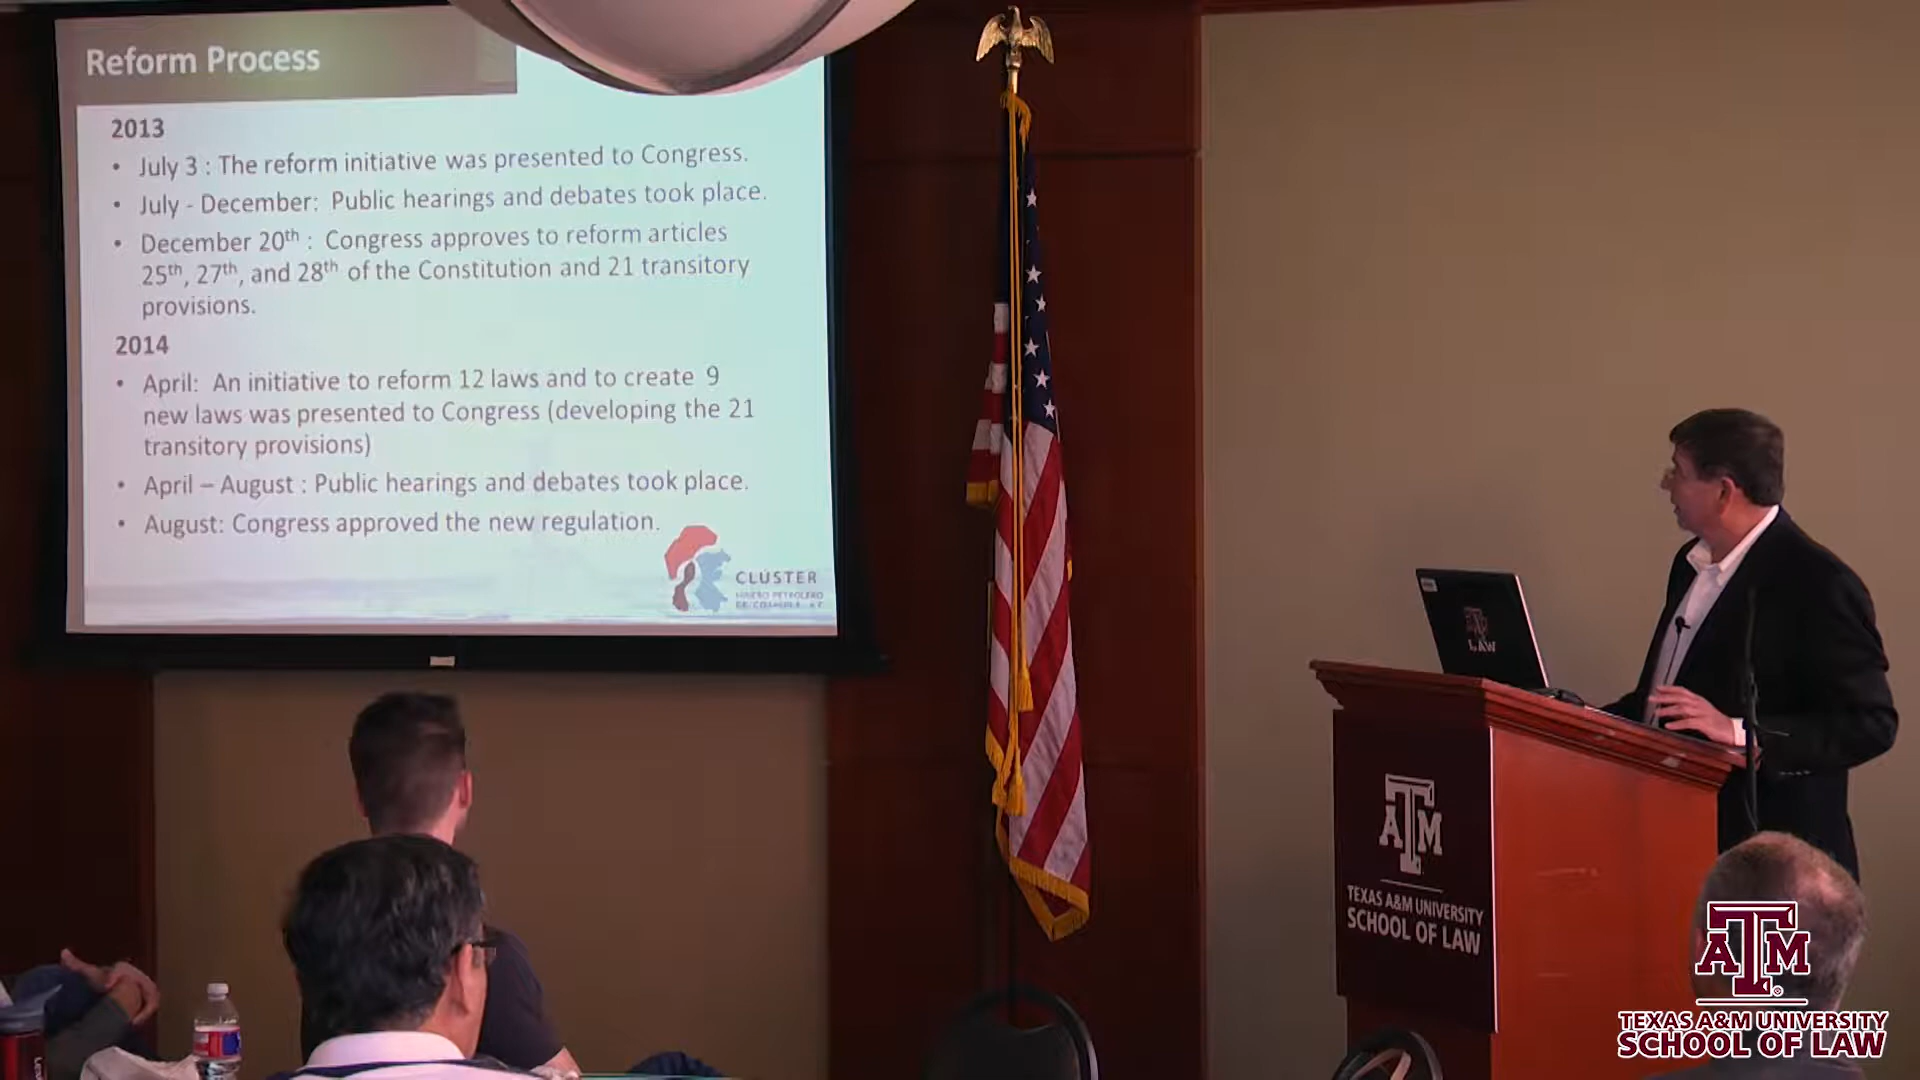 Reform Process
2013
• July 3 : The reform initiative was presented to Congress.
• July - December: Public hearings and debates took place.
• December 20th : Congress approves to reform articles
25th, 27th, and 28th of the Constitution and 21 transitory
provisions.
2014
• April: An initiative to reform 12 laws and to create 9
new laws was presented to Congress (developing the 21
transitory provisions)
• April – August : Public hearings and debates took place.
• August: Congress approved the new regulation.
CLÚSTER
MINERO PETROLERO
LAW
ATM
TEXAS A&M UNIVERSITY
SCHOOL OF LAW
ATM
TEXAS A&M UNIVERSITY
SCHOOL OF LAW